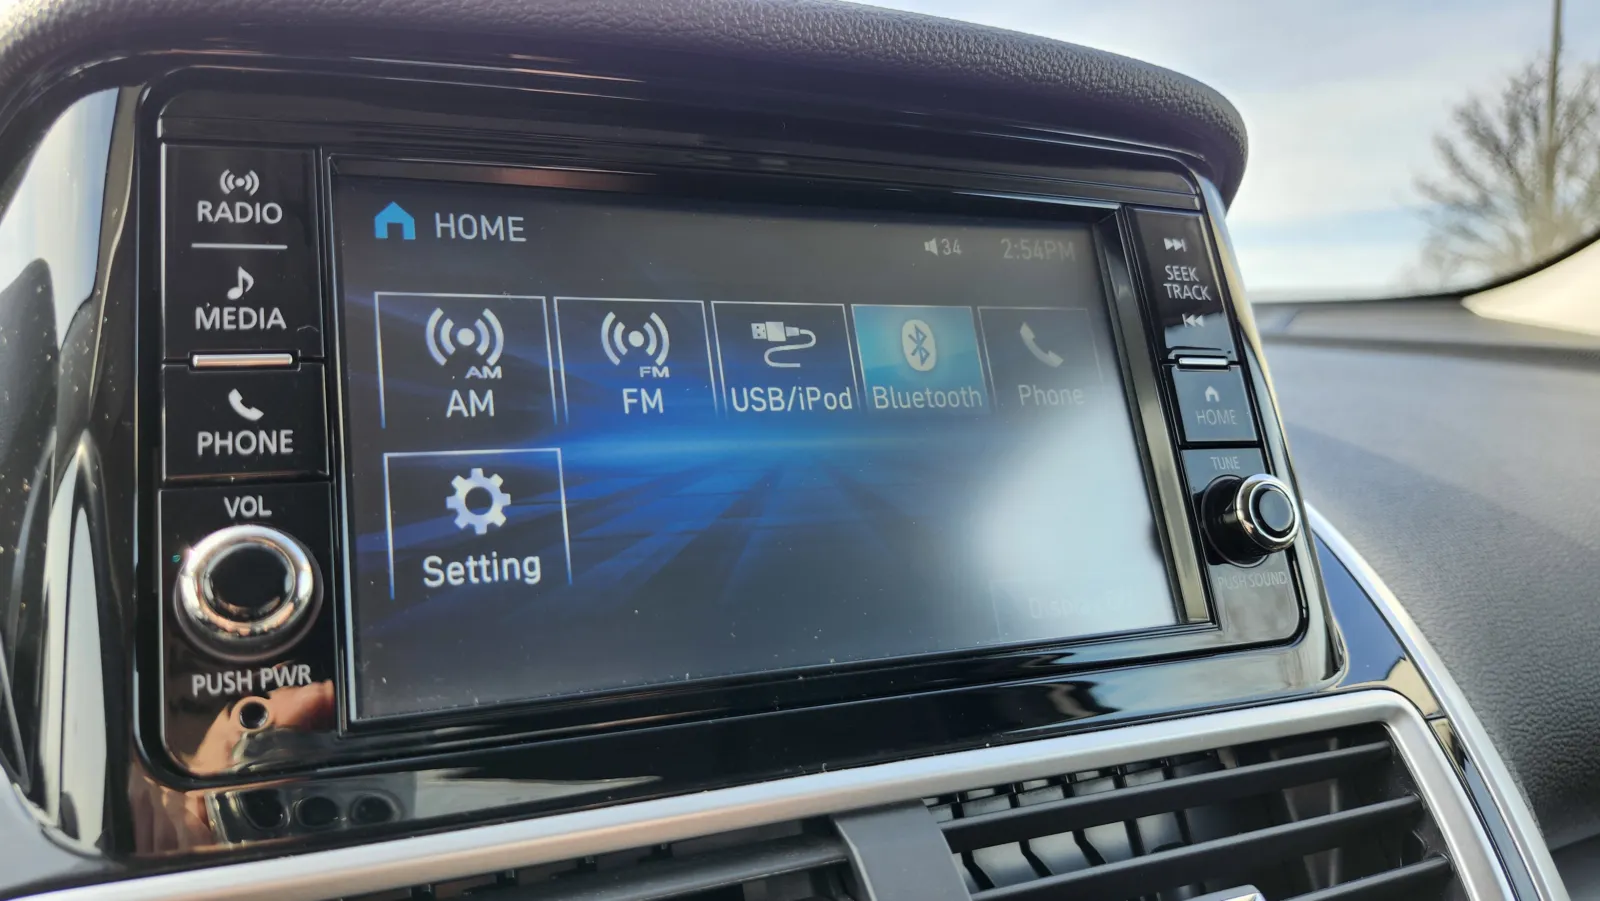 RADIO
MEDIA
PHONE
VOL
PUSH PWR
HOME
34
2:54PM
AM
AM
FM
FM
USB/iPod
Bluetooth
Phone
Setting
SEEK
TRACK
HOME
TUNE
PUSH SOUND